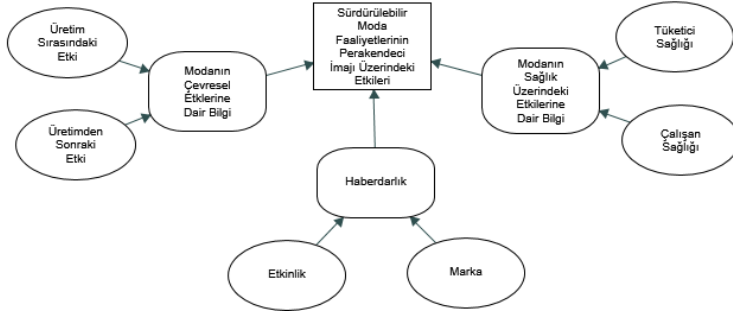 Üretim
Sırasındaki
Etki
Modanın
Çevresel
Etklerine
Dair Bilgi
Üretimden
Sonraki
Etki
Sürdürülebilir
Moda
Faaliyetlerinin
Perakendeci
İmajı Üzerindeki
Etkileri
Modanın
Sağlık
Üzerindeki
Etkilerine
Dair Bilgi
Tüketici
Sağlığı
Çalışan
Sağlığı
Haberdarlık
Etkinlik
Marka